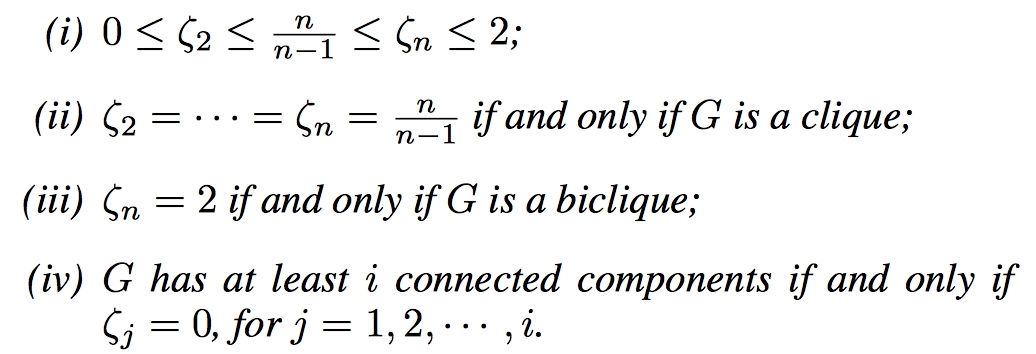 (i) 0 ≤ ζ₂ ≤ n/(n−1) ≤ ζₙ ≤ 2;
(ii) ζ₂ = ⋯ = ζₙ = n/(n−1) if and only if G is a clique;
(iii) ζₙ = 2 if and only if G is a biclique;
(iv) G has at least i connected components if and only if
ζⱼ = 0, for j = 1, 2, ⋯ , i.